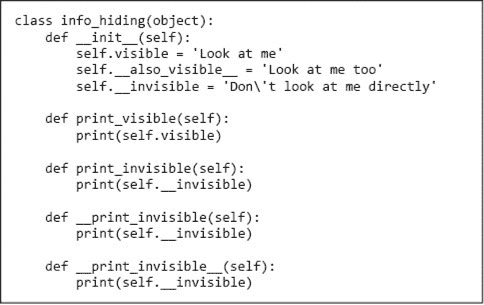 class info_hiding(object):
    def __init__(self):
        self.visible = 'Look at me'
        self.__also_visible__ = 'Look at me too'
        self.__invisible = 'Don\'t look at me directly'

    def print_visible(self):
        print(self.visible)

    def print_invisible(self):
        print(self.__invisible)

    def __print_invisible(self):
        print(self.__invisible)

    def __print_invisible__(self):
        print(self.__invisible)